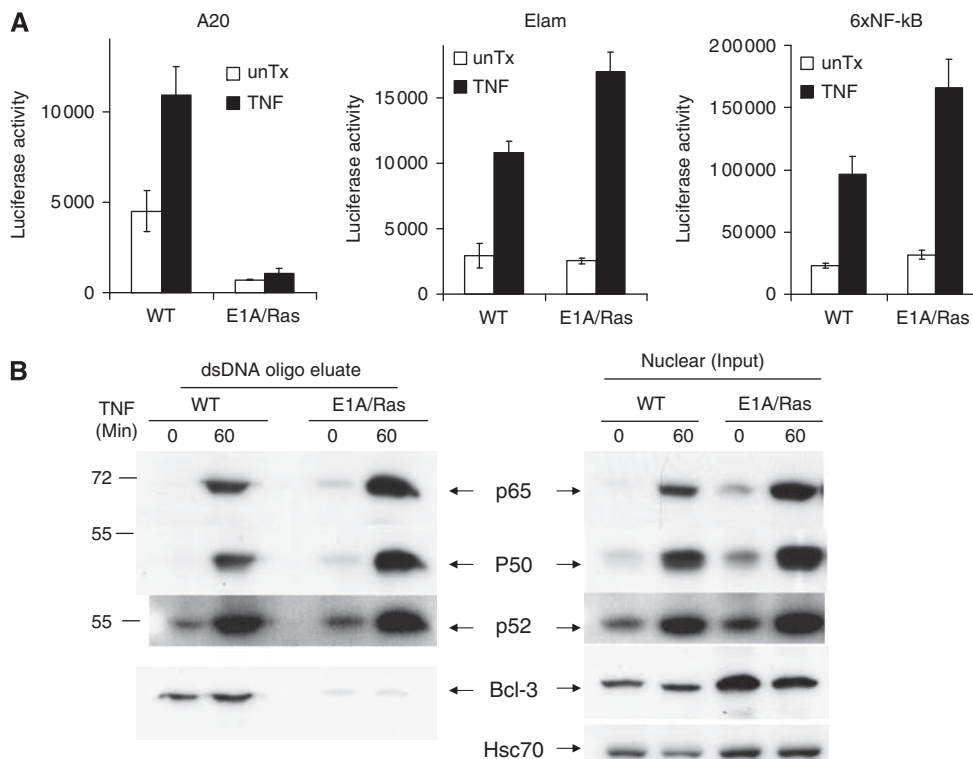 A
A20
Luciferase activity
10000
5000
0
unTx
TNF
WT
E1A/Ras
Elam
Luciferase activity
15000
10000
5000
0
unTx
TNF
WT
E1A/Ras
6xNF-kB
Luciferase activity
200000
150000
100000
50000
0
unTx
TNF
WT
E1A/Ras
B
dsDNA oligo eluate
TNF
(Min)
WT
E1A/Ras
0 60 0 60
72
55
55
Nuclear (Input)
WT
E1A/Ras
0 60 0 60
p65
P50
p52
Bcl-3
Hsc70